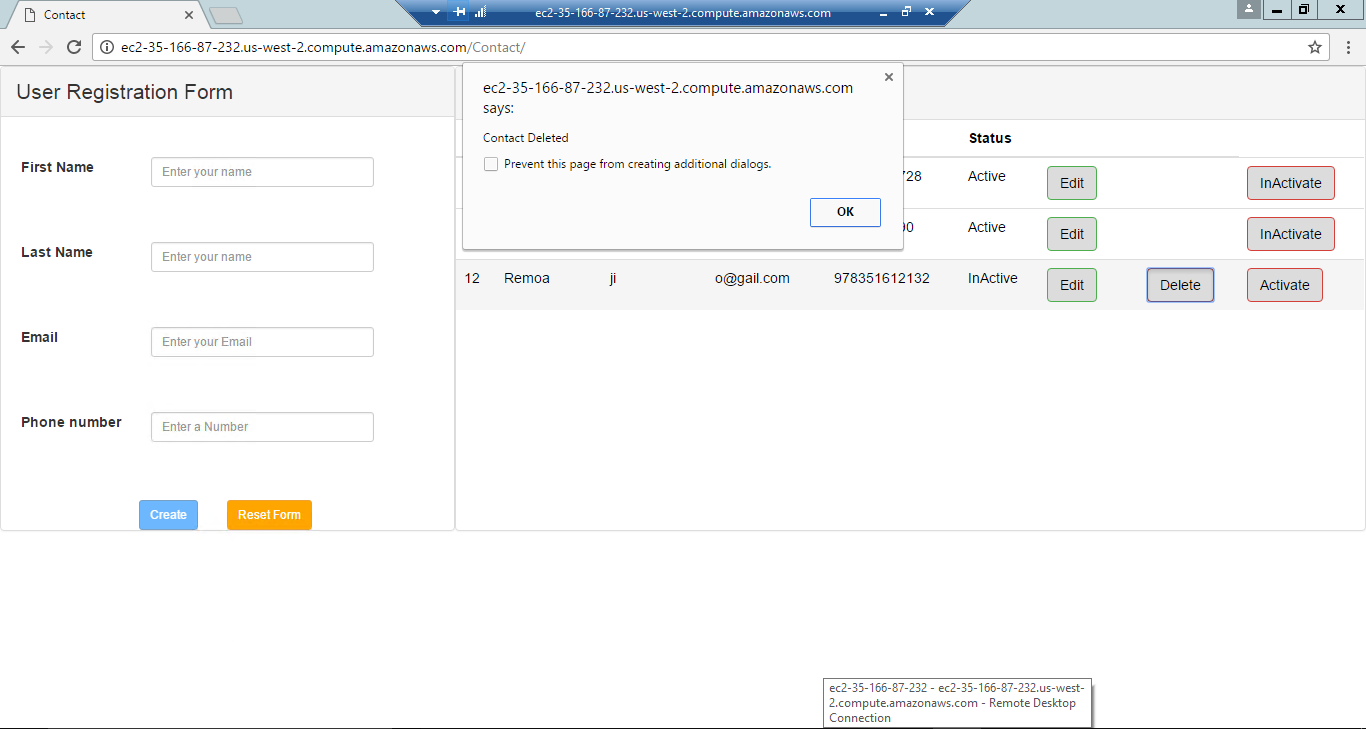 Contact
ec2-35-166-87-232.us-west-2.compute.amazonaws.com
ec2-35-166-87-232.us-west-2.compute.amazonaws.com/Contact/
User Registration Form
First Name
Enter your name
Last Name
Enter your name
Email
Enter your Email
Phone number
Enter a Number
Create
Reset Form
ec2-35-166-87-232.us-west-2.compute.amazonaws.com
says:
Contact Deleted
Prevent this page from creating additional dialogs.
OK
Status
728 Active Edit InActivate
90 Active Edit InActivate
12 Remoa ji o@gail.com 978351612132 InActive Edit Delete Activate
ec2-35-166-87-232 - ec2-35-166-87-232.us-west-
2.compute.amazonaws.com - Remote Desktop
Connection